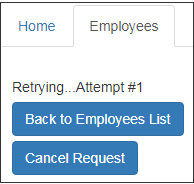 Home Employees
Retrying...Attempt #1
Back to Employees List
Cancel Request